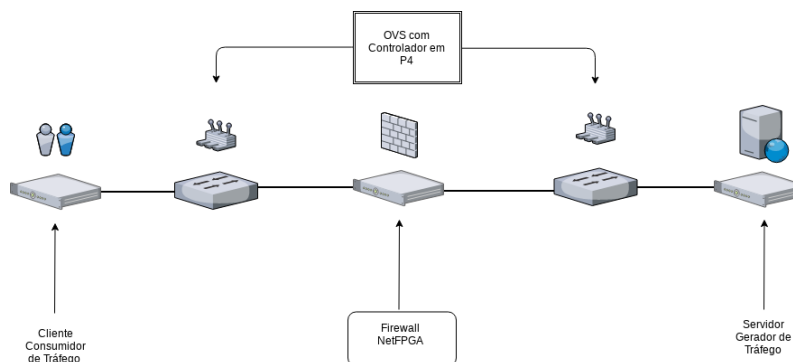 OVS com
Controlador em
P4
Cliente
Consumidor
de Tráfego
Firewall
NetFPGA
Servidor
Gerador de
Tráfego